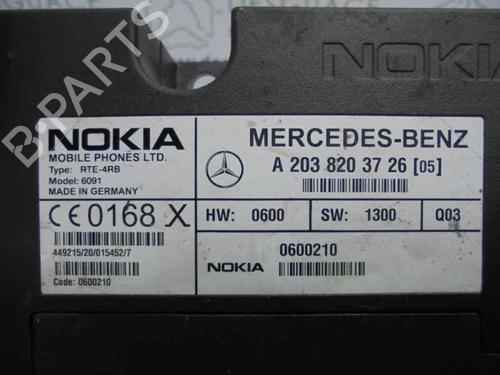 NOKIA
NOKIA
MOBILE PHONES LTD.
Type: RTE-4RB
Model: 6091
MADE IN GERMANY
CE 0168 X
449215/20/015452/7
Code: 0600210
MERCEDES-BENZ
A 203 820 37 26 [05]
HW: 0600 SW: 1300 Q03
0600210
NOKIA
B-PARTS